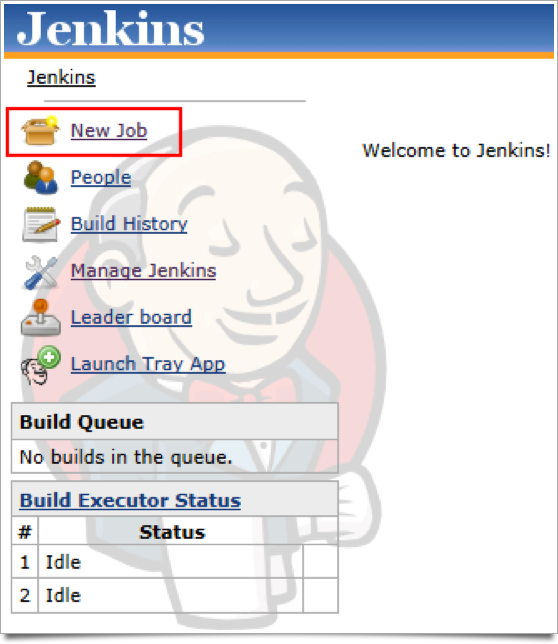 Jenkins
Jenkins
New Job
Welcome to Jenkins!
People
Build History
Manage Jenkins
Leader board
Launch Tray App
Build Queue
No builds in the queue.
Build Executor Status
# Status
1 Idle
2 Idle